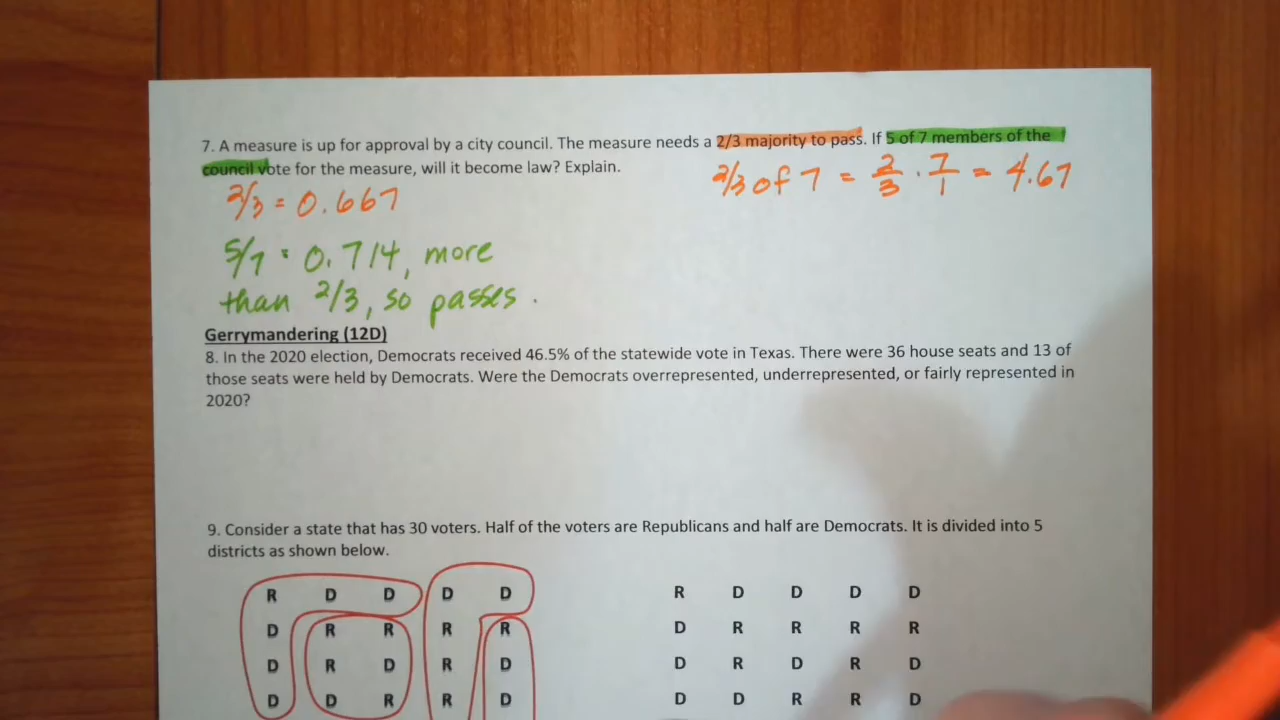 7. A measure is up for approval by a city council. The measure needs a 2/3 majority to pass. If 5 of 7 members of the
council vote for the measure, will it become law? Explain.
2/3 of 7 = 2/3 · 7/1 = 4.67
2/3 = 0.667
5/7 = 0.714, more
than 2/3, so passes.
Gerrymandering (12D)
8. In the 2020 election, Democrats received 46.5% of the statewide vote in Texas. There were 36 house seats and 13 of
those seats were held by Democrats. Were the Democrats overrepresented, underrepresented, or fairly represented in
2020?
9. Consider a state that has 30 voters. Half of the voters are Republicans and half are Democrats. It is divided into 5
districts as shown below.
R D D D D R D D D D
D R R R R D R R R R
D R D R D D R D R D
D D R R D D D R R D